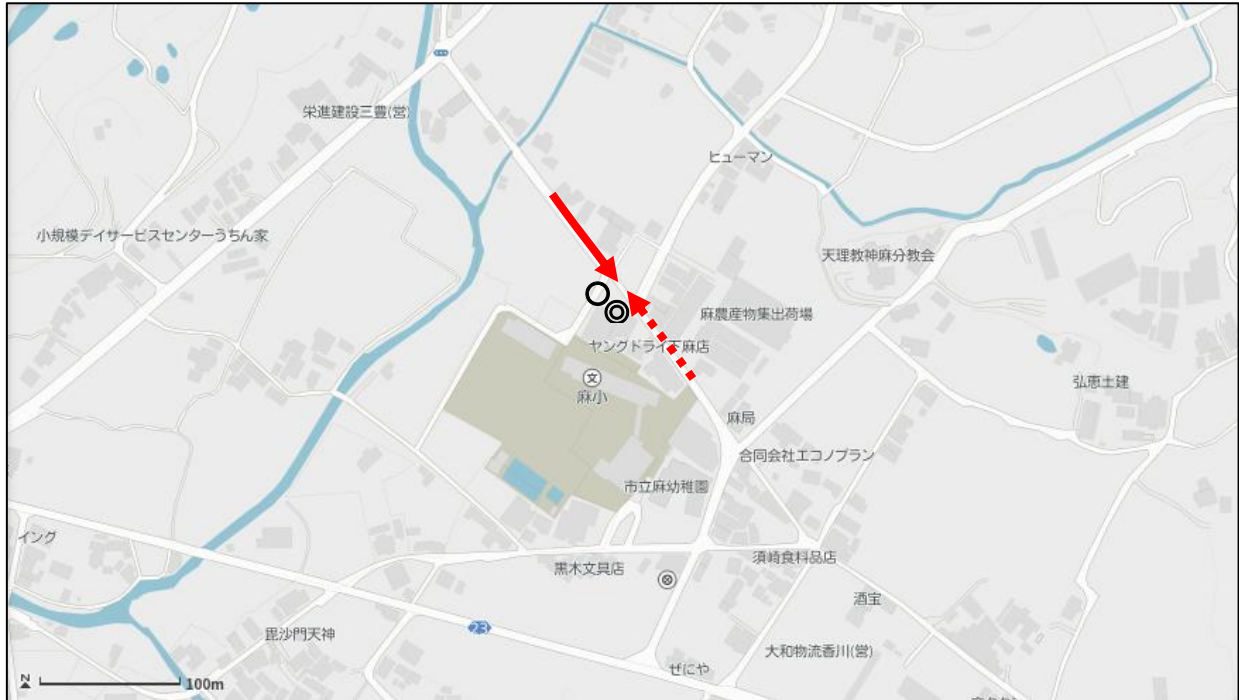 栄進建設三豊(営)
ヒューマン
小規模デイサービスセンターうちん家
天理教神麻分教会
麻農産物集出荷場
ヤングドライ下麻店
文
麻小
弘恵土建
麻局
合同会社エコノプラン
市立麻幼稚園
イング
須崎食料品店
黒木文具店
酒宝
23
毘沙門天神
大和物流香川(営)
ぜにや
N
100m